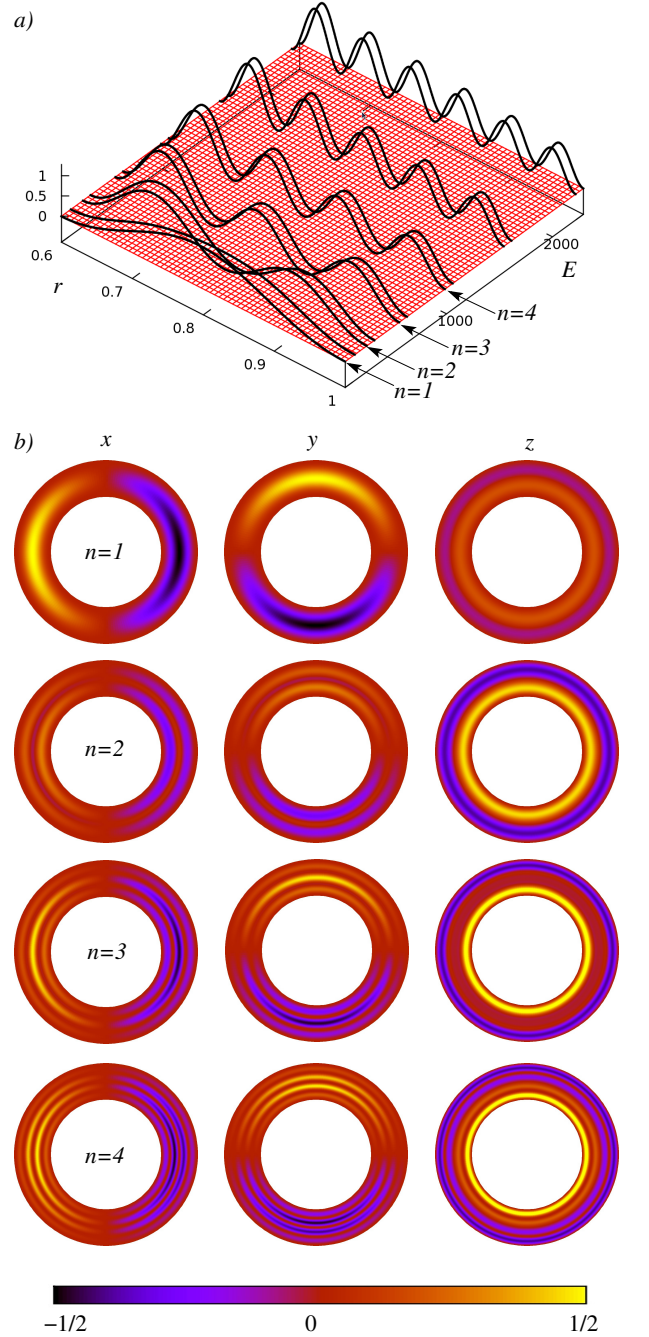 a)
1
0.5
0
0.6
0.7
0.8
0.9
1
r
2000
E
1000
n=4
n=3
n=2
n=1
b)
x y z
n=1
n=2
n=3
n=4
−1/2 0 1/2